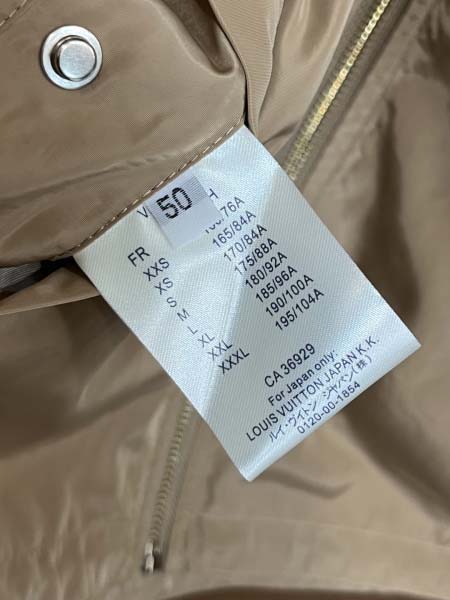 50
FR
XXS 165/84A
XS 170/84A
S 175/88A
M 180/92A
L 185/96A
XL 190/100A
XXL 195/104A
XXXL
CA 36929
For Japan only:
LOUIS VUITTON JAPAN K.K.
ルイ・ヴィトン ジャパン(株)
0120-00-1854